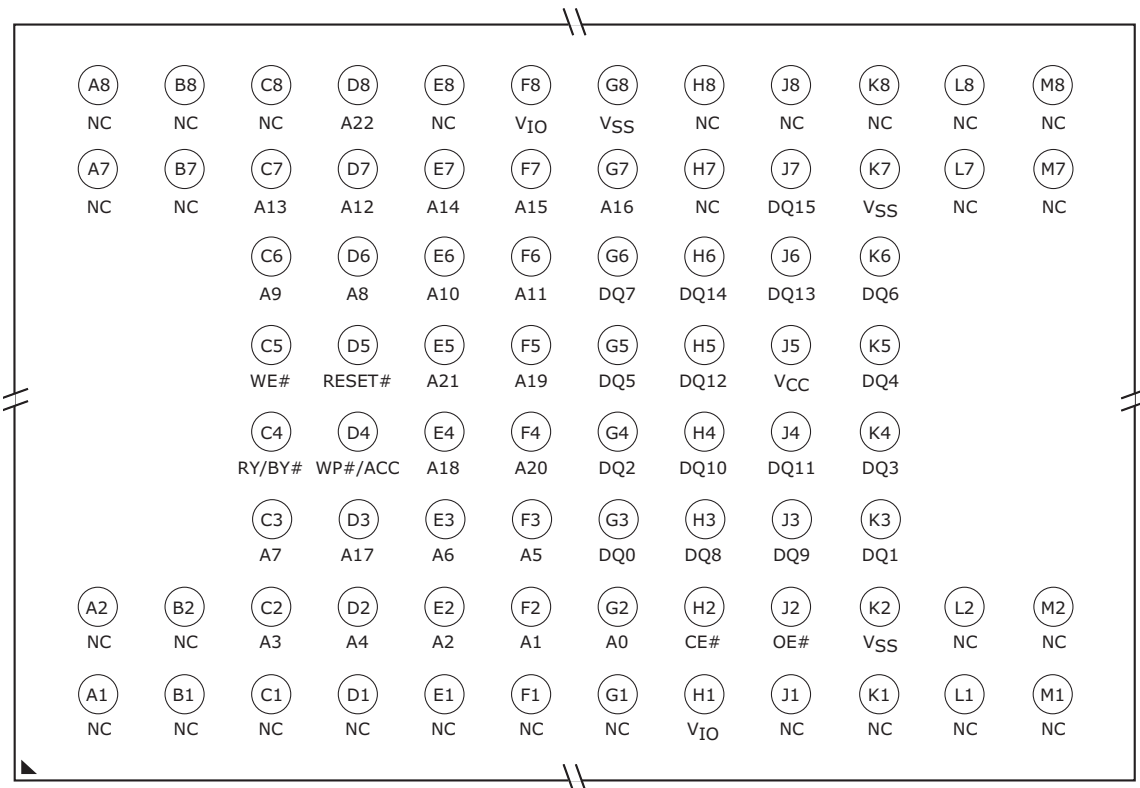 A8 B8 C8 D8 E8 F8 G8 H8 J8 K8 L8 M8
NC NC NC A22 NC VIO VSS NC NC NC NC NC
A7 B7 C7 D7 E7 F7 G7 H7 J7 K7 L7 M7
NC NC A13 A12 A14 A15 A16 NC DQ15 VSS NC NC
C6 D6 E6 F6 G6 H6 J6 K6
A9 A8 A10 A11 DQ7 DQ14 DQ13 DQ6
C5 D5 E5 F5 G5 H5 J5 K5
WE# RESET# A21 A19 DQ5 DQ12 VCC DQ4
C4 D4 E4 F4 G4 H4 J4 K4
RY/BY# WP#/ACC A18 A20 DQ2 DQ10 DQ11 DQ3
C3 D3 E3 F3 G3 H3 J3 K3
A7 A17 A6 A5 DQ0 DQ8 DQ9 DQ1
A2 B2 C2 D2 E2 F2 G2 H2 J2 K2 L2 M2
NC NC A3 A4 A2 A1 A0 CE# OE# VSS NC NC
A1 B1 C1 D1 E1 F1 G1 H1 J1 K1 L1 M1
NC NC NC NC NC NC NC VIO NC NC NC NC